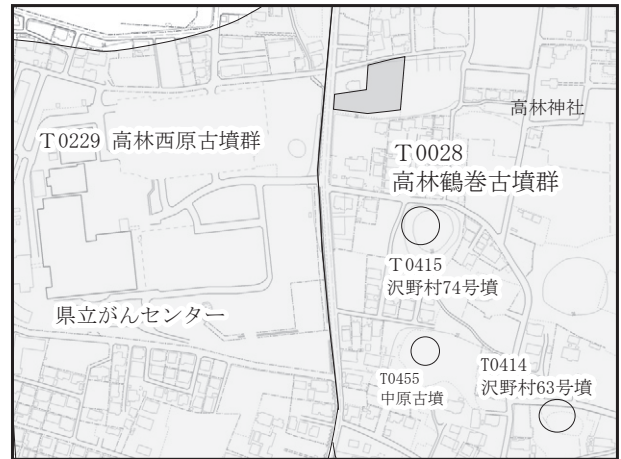 高林神社
T0229 高林西原古墳群
T0028
高林鶴巻古墳群
T0415
沢野村74号墳
県立がんセンター
T0455
中原古墳
T0414
沢野村63号墳